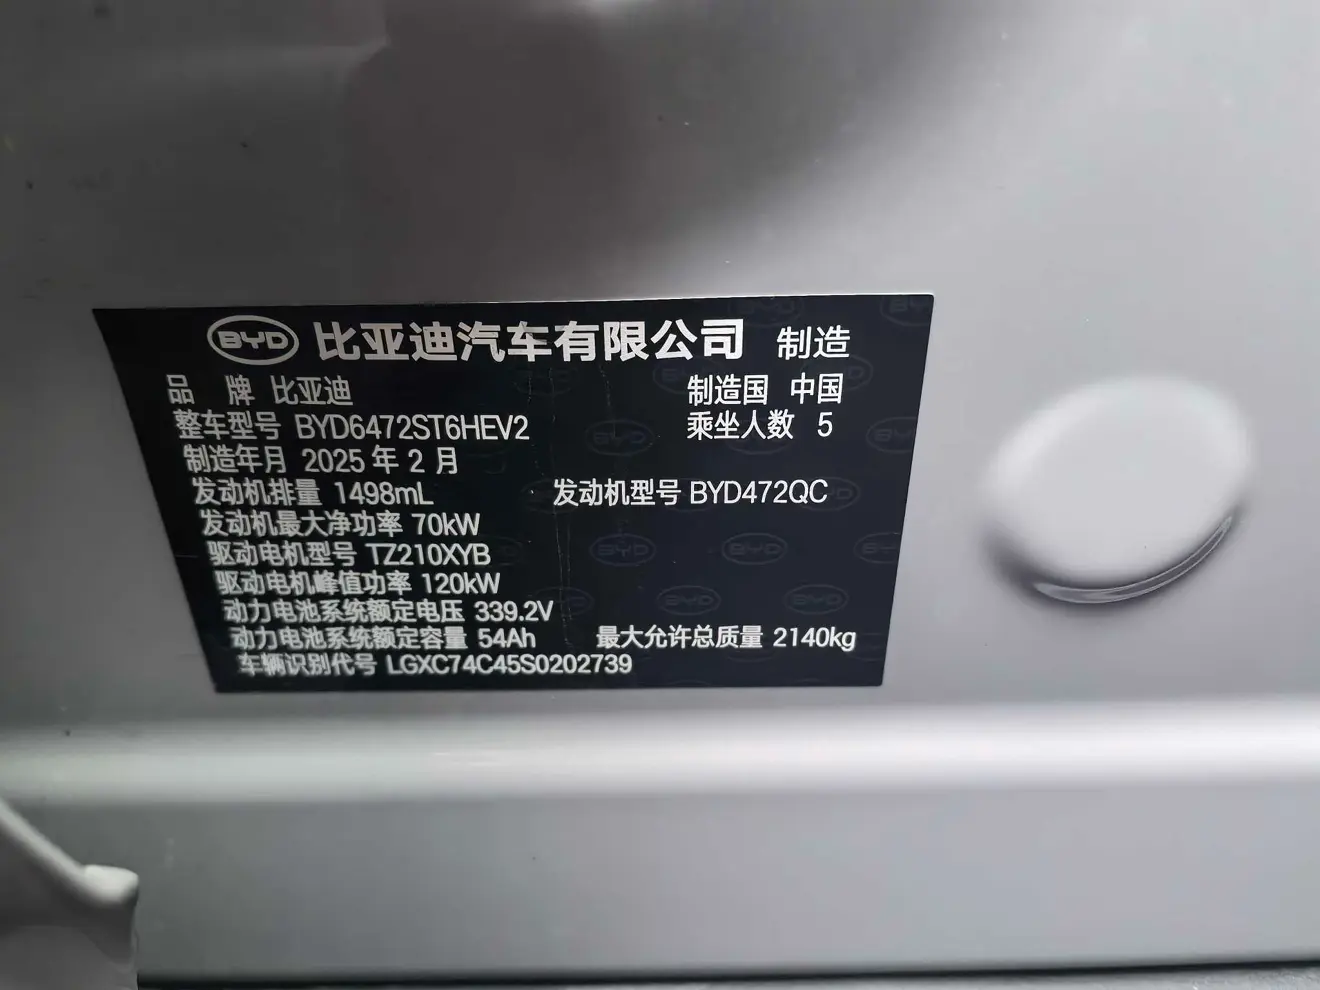 BYD 比亚迪汽车有限公司 制造
品 牌 比亚迪 制造国 中国
整车型号 BYD6472ST6HEV2 乘坐人数 5
制造年月 2025 年 2 月
发动机排量 1498mL 发动机型号 BYD472QC
发动机最大净功率 70kW
驱动电机型号 TZ210XYB
驱动电机峰值功率 120kW
动力电池系统额定电压 339.2V
动力电池系统额定容量 54Ah 最大允许总质量 2140kg
车辆识别代号 LGXC74C45S0202739